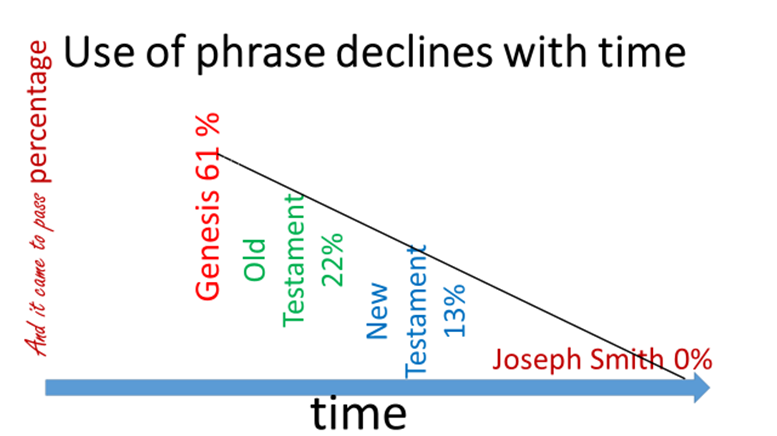 Use of phrase declines with time
And it came to pass percentage
Genesis 61 %
Old
Testament
22%
New
Testament
13%
Joseph Smith 0%
time